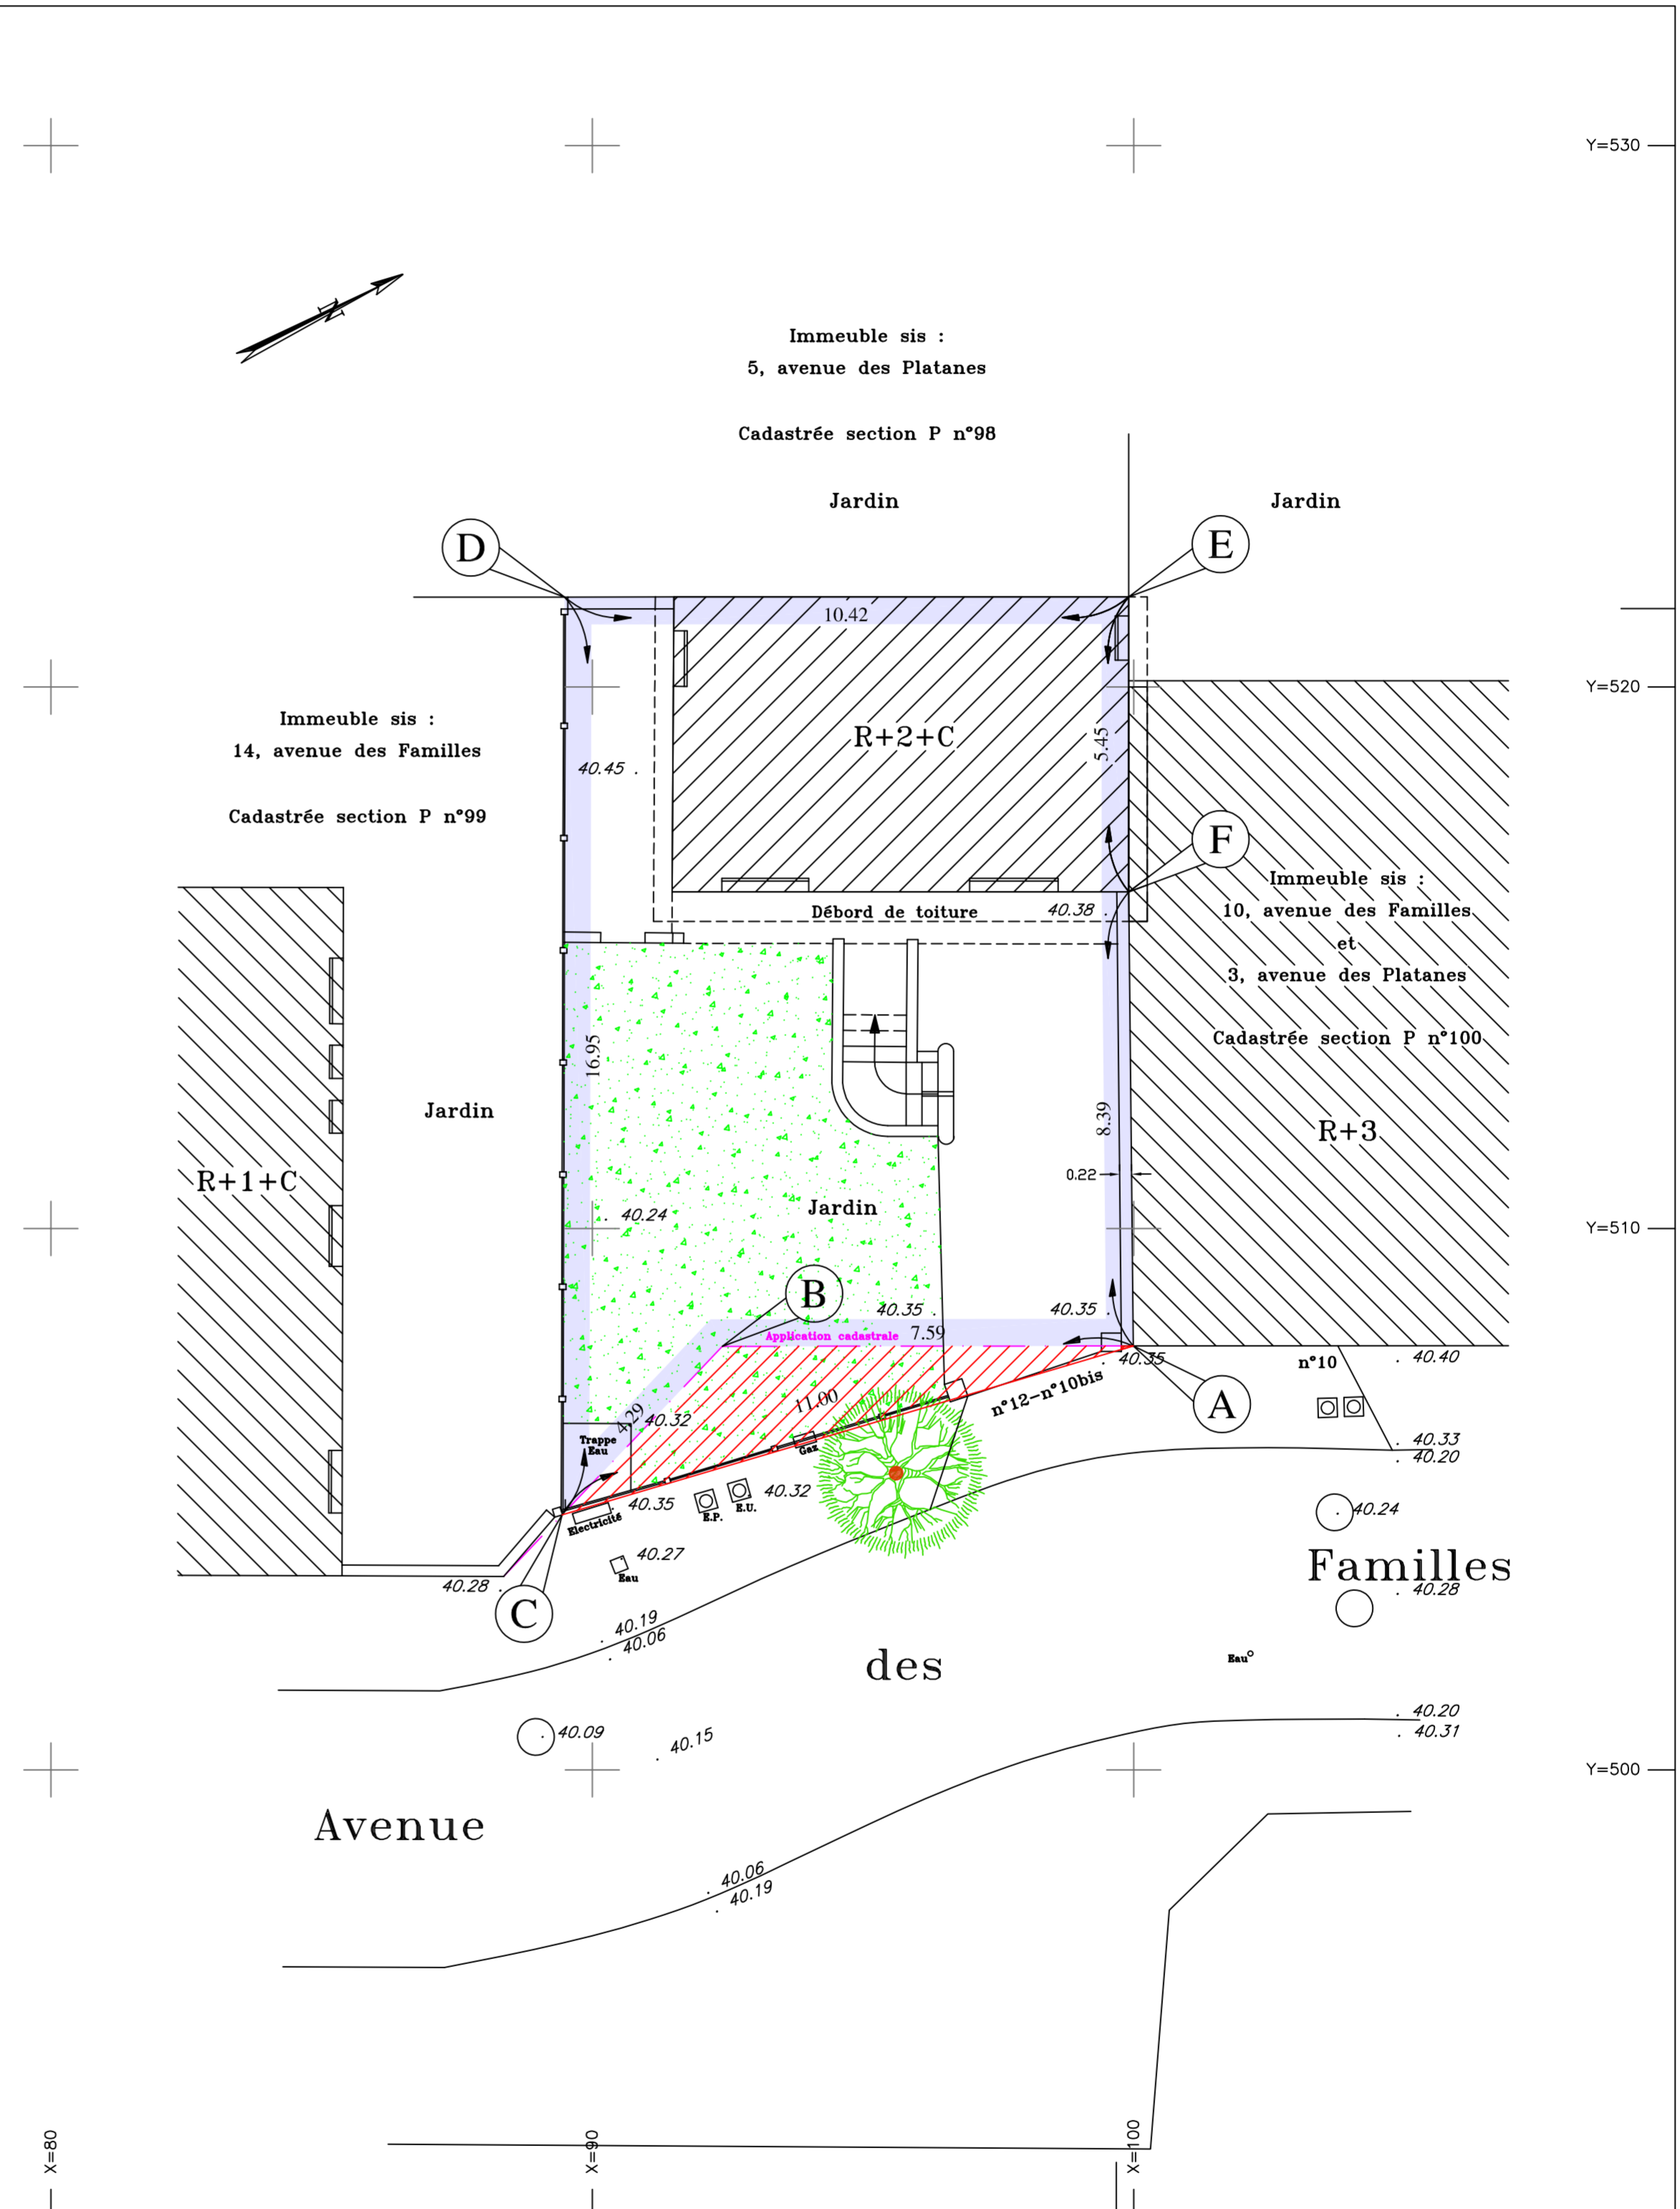 Y=530
N
Immeuble sis :
5, avenue des Platanes
Cadastrée section P n°98
Jardin
Jardin
D
E
10.42
Y=520
Immeuble sis :
14, avenue des Familles
Cadastrée section P n°99
R+2+C
5.45
40.45 .
F
Immeuble sis :
10, avenue des Familles
et
3, avenue des Platanes
Cadastrée section P n°100
Débord de toiture
40.38 .
16.95
Jardin
8.39
R+3
R+1+C
0.22
Jardin
. 40.24
Y=510
B
40.35 .
40.35 .
Application cadastrale
7.59
. 40.35
n°10
. 40.40
n°12-n°10bis
A
11.00
4.29
. 40.32
Trappe
Eau
Gaz
. 40.33
. 40.20
40.32
. 40.35
E.U.
E.P.
Electricité
. 40.24
40.27
Eau
Familles
40.28 .
. 40.28
C
. 40.19
. 40.06
des
Eau
. 40.20
. 40.31
. 40.09
. 40.15
Y=500
Avenue
. 40.06
. 40.19
X=80
X=90
X=100